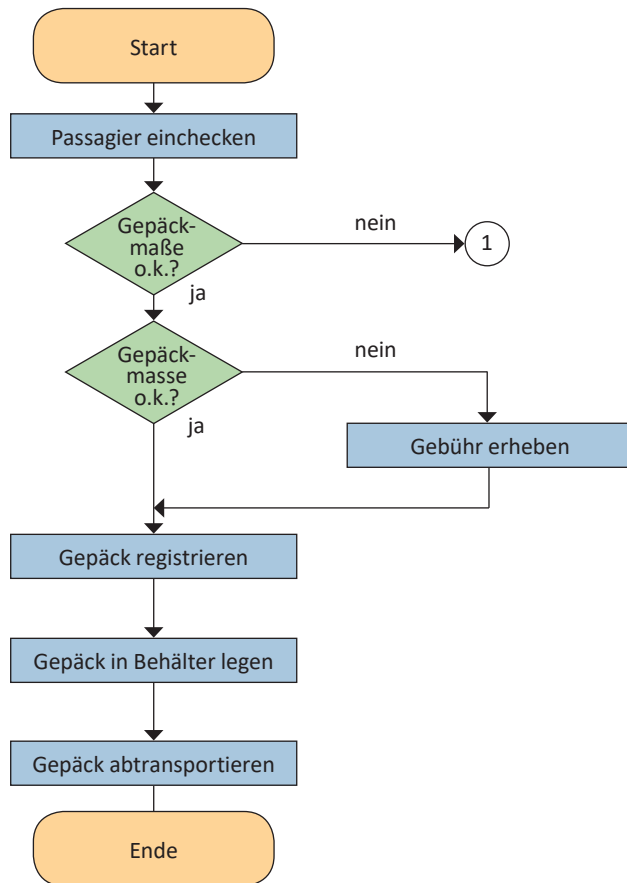 Start
Passagier einchecken
Gepäck-
maße
o.k.?
nein
1
ja
Gepäck-
masse
o.k.?
nein
ja
Gebühr erheben
Gepäck registrieren
Gepäck in Behälter legen
Gepäck abtransportieren
Ende